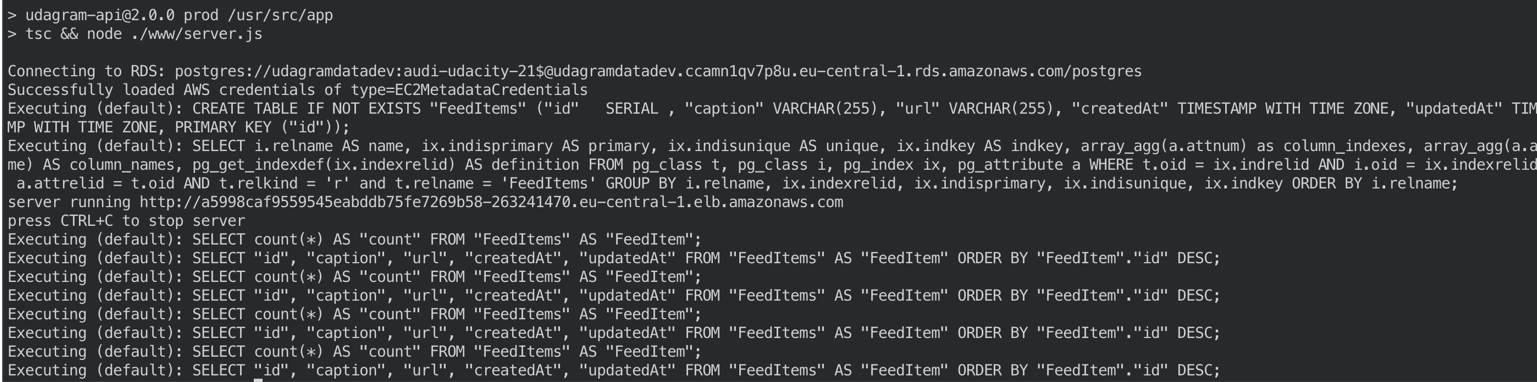 > udagram-api@2.0.0 prod /usr/src/app
> tsc && node ./www/server.js
Connecting to RDS: postgres://udagramdatadev:audi-udacity-21$@udagramdatadev.ccamn1qv7p8u.eu-central-1.rds.amazonaws.com/postgres
Successfully loaded AWS credentials of type=EC2MetadataCredentials
Executing (default): CREATE TABLE IF NOT EXISTS "FeedItems" ("id"   SERIAL , "caption" VARCHAR(255), "url" VARCHAR(255), "createdAt" TIMESTAMP WITH TIME ZONE, "updatedAt" TIM
MP WITH TIME ZONE, PRIMARY KEY ("id"));
Executing (default): SELECT i.relname AS name, ix.indisprimary AS primary, ix.indisunique AS unique, ix.indkey AS indkey, array_agg(a.attnum) as column_indexes, array_agg(a.a
me) AS column_names, pg_get_indexdef(ix.indexrelid) AS definition FROM pg_class t, pg_class i, pg_index ix, pg_attribute a WHERE t.oid = ix.indrelid AND i.oid = ix.indexrelid
 a.attrelid = t.oid AND t.relkind = 'r' and t.relname = 'FeedItems' GROUP BY i.relname, ix.indexrelid, ix.indisprimary, ix.indisunique, ix.indkey ORDER BY i.relname;
server running http://a5998caf9559545eabddb75fe7269b58-263241470.eu-central-1.elb.amazonaws.com
press CTRL+C to stop server
Executing (default): SELECT count(*) AS "count" FROM "FeedItems" AS "FeedItem";
Executing (default): SELECT "id", "caption", "url", "createdAt", "updatedAt" FROM "FeedItems" AS "FeedItem" ORDER BY "FeedItem"."id" DESC;
Executing (default): SELECT count(*) AS "count" FROM "FeedItems" AS "FeedItem";
Executing (default): SELECT "id", "caption", "url", "createdAt", "updatedAt" FROM "FeedItems" AS "FeedItem" ORDER BY "FeedItem"."id" DESC;
Executing (default): SELECT count(*) AS "count" FROM "FeedItems" AS "FeedItem";
Executing (default): SELECT "id", "caption", "url", "createdAt", "updatedAt" FROM "FeedItems" AS "FeedItem" ORDER BY "FeedItem"."id" DESC;
Executing (default): SELECT count(*) AS "count" FROM "FeedItems" AS "FeedItem";
Executing (default): SELECT "id", "caption", "url", "createdAt", "updatedAt" FROM "FeedItems" AS "FeedItem" ORDER BY "FeedItem"."id" DESC;